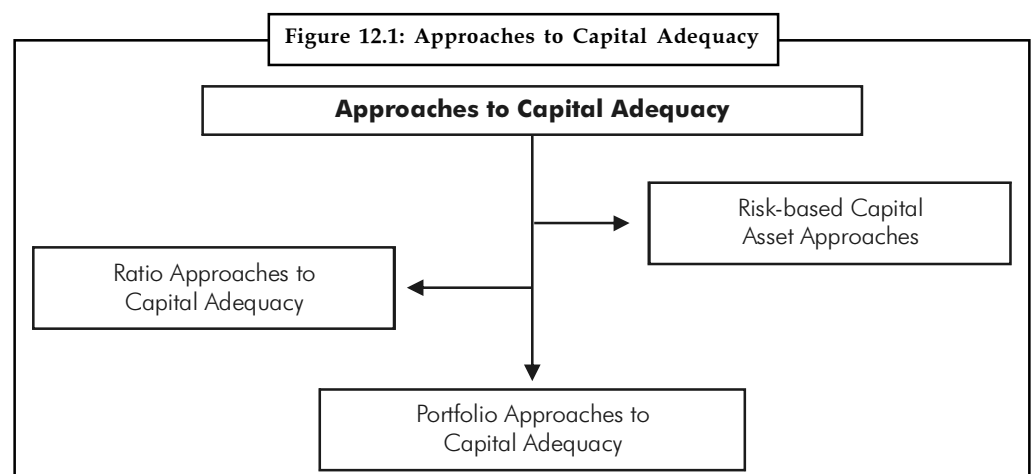 Figure 12.1: Approaches to Capital Adequacy
Approaches to Capital Adequacy
Risk-based Capital
Asset Approaches
Ratio Approaches to
Capital Adequacy
Portfolio Approaches to
Capital Adequacy